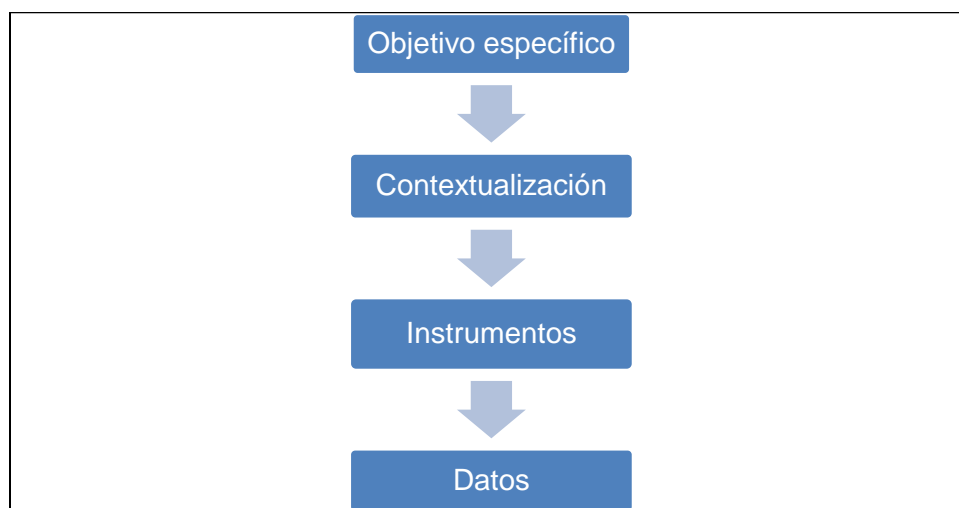 Objetivo específico
Contextualización
Instrumentos
Datos